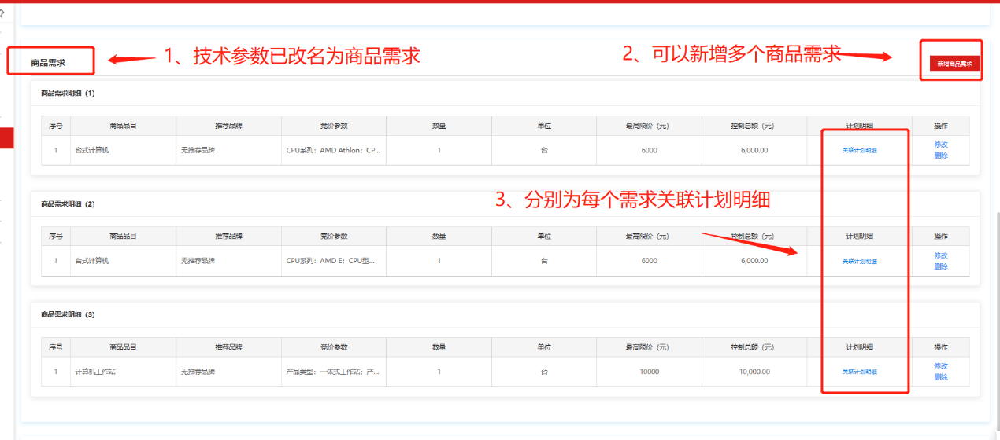 商品需求
1、技术参数已改名为商品需求
2、可以新增多个商品需求
新增商品需求
商品需求明细（1）
序号 商品品目 推荐品牌 竞价参数 数量 单位 最高限价（元） 控制总额（元） 计划明细 操作
1 台式计算机 无推荐品牌 CPU系列：AMD Athlon；CP... 1 台 6000 6,000.00 关联计划明细 修改
删除
3、分别为每个需求关联计划明细
商品需求明细（2）
序号 商品品目 推荐品牌 竞价参数 数量 单位 最高限价（元） 控制总额（元） 计划明细 操作
1 台式计算机 无推荐品牌 CPU系列：AMD E；CPU型... 1 台 6000 6,000.00 关联计划明细 修改
删除
商品需求明细（3）
序号 商品品目 推荐品牌 竞价参数 数量 单位 最高限价（元） 控制总额（元） 计划明细 操作
1 计算机工作站 无推荐品牌 产品类型：一体式工作站；产... 1 台 10000 10,000.00 关联计划明细 修改
删除